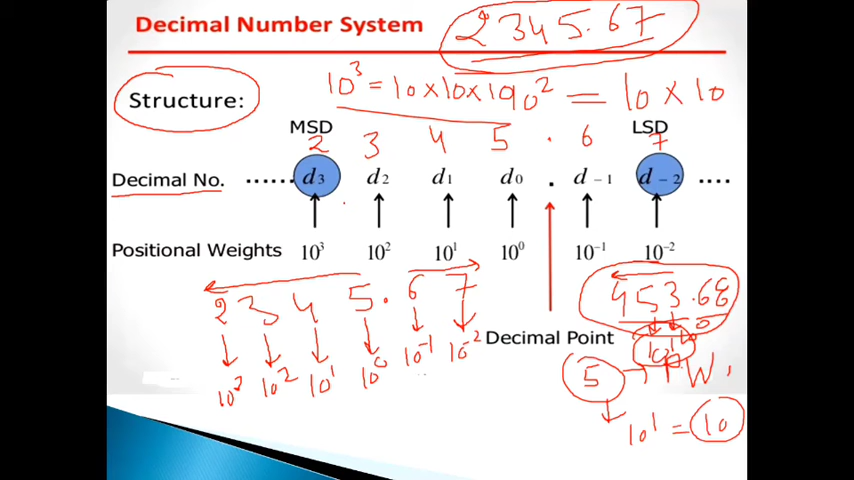 Decimal Number System
2345.67
10³ = 10×10×10
10² = 10 × 10
Structure:
MSD LSD
2 3 4 5 . 6 7
Decimal No. ...... d₃ d₂ d₁ d₀ . d₋₁ d₋₂ ....
Positional Weights 10³ 10² 10¹ 10⁰ 10⁻¹ 10⁻²
2 3 4 5 . 6 7
453.68
Decimal Point
10³ 10² 10¹ 10⁰ 10⁻¹ 10⁻²
10¹
5 → PW,
10¹ = 10